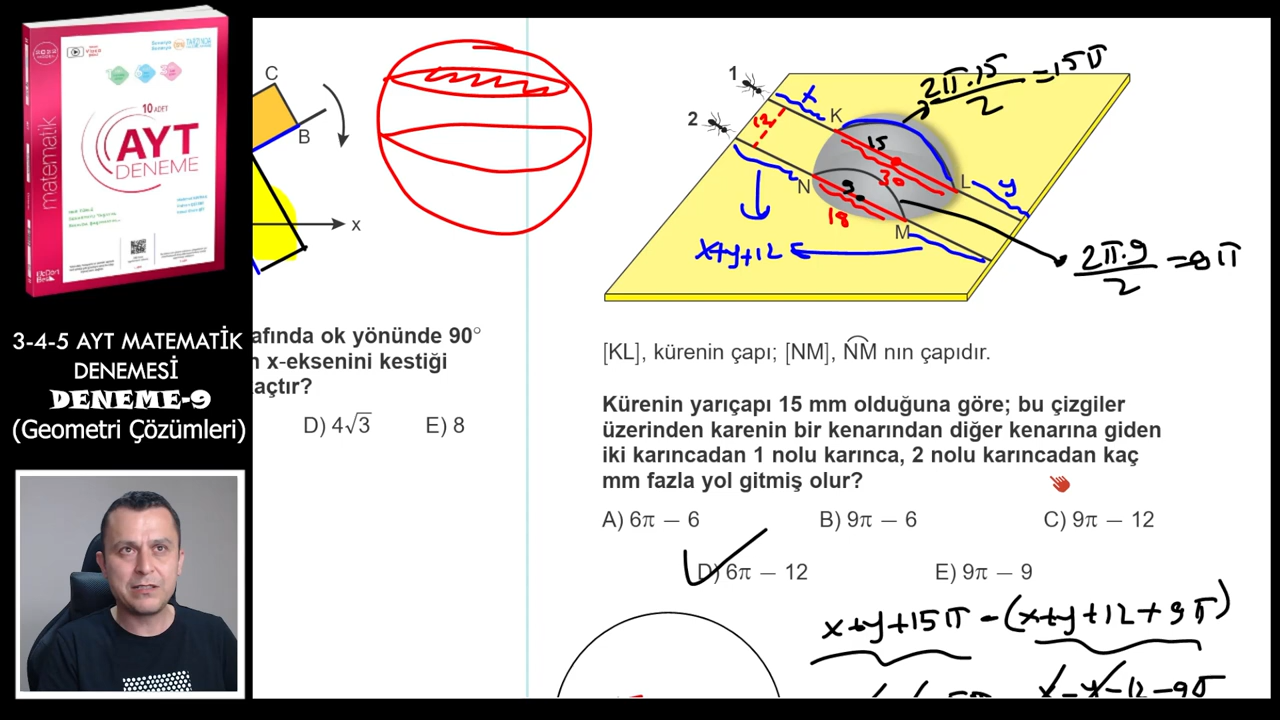 10 ADET
AYT
DENEME
matematik
3-4-5 AYT MATEMATİK
DENEMESİ
DENEME-9
(Geometri Çözümleri)
C
B
x
afında ok yönünde 90°
n x-eksenini kestiği
açtır?
D) 4√3 E) 8
1
2
K
L
N
M
x
y
12
15
30
9
18
2π.15/2 = 15π
2π.9/2 = 9π
x+y+12
[KL], kürenin çapı; [NM], NM nın çapıdır.
Kürenin yarıçapı 15 mm olduğuna göre; bu çizgiler
üzerinden karenin bir kenarından diğer kenarına giden
iki karıncadan 1 nolu karınca, 2 nolu karıncadan kaç
mm fazla yol gitmiş olur?
A) 6π − 6 B) 9π − 6 C) 9π − 12
D) 6π − 12 E) 9π − 9
x+y+15π - (x+y+12+9π)